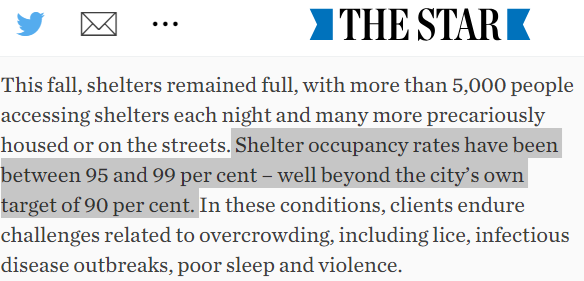 THE STAR
This fall, shelters remained full, with more than 5,000 people
accessing shelters each night and many more precariously
housed or on the streets. Shelter occupancy rates have been
between 95 and 99 per cent – well beyond the city’s own
target of 90 per cent. In these conditions, clients endure
challenges related to overcrowding, including lice, infectious
disease outbreaks, poor sleep and violence.